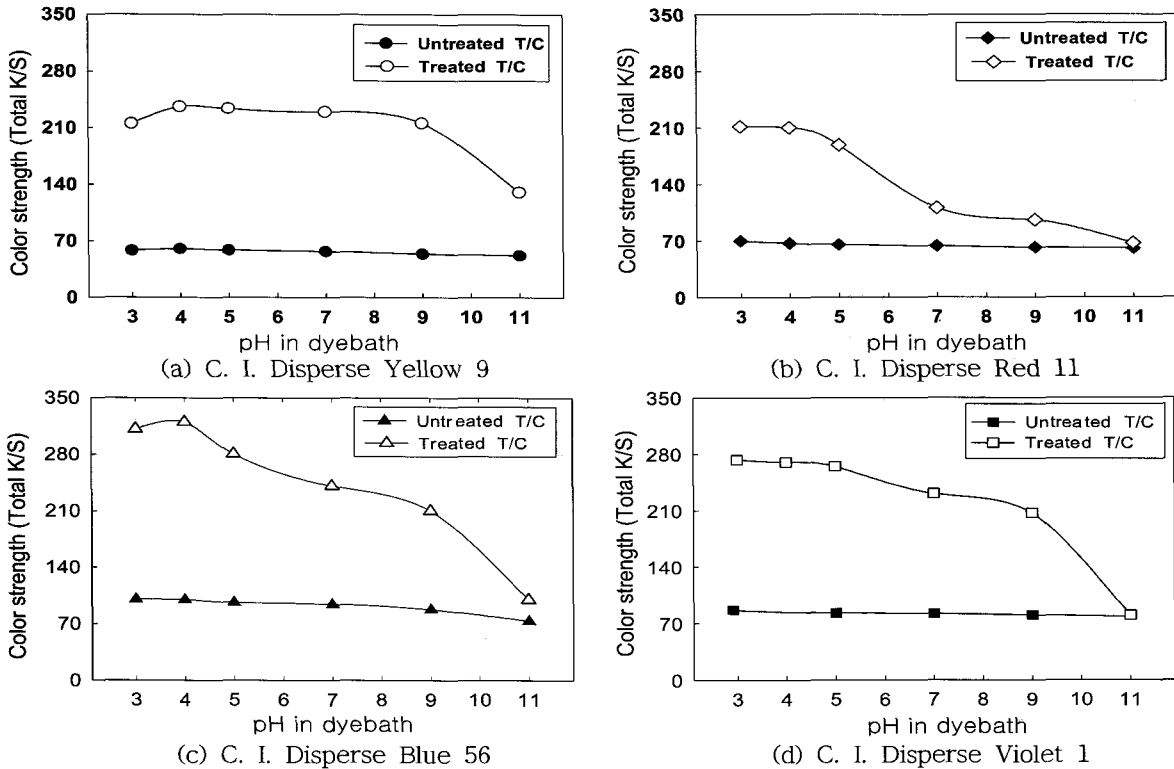 350
280
210
140
70
0
Color strength (Total K/S)
Untreated T/C
Treated T/C
3 4 5 6 7 8 9 10 11
pH in dyebath
(a) C. I. Disperse Yellow 9
350
280
210
140
70
0
Color strength (Total K/S)
Untreated T/C
Treated T/C
3 4 5 6 7 8 9 10 11
pH in dyebath
(b) C. I. Disperse Red 11
350
280
210
140
70
0
Color strength (Total K/S)
Untreated T/C
Treated T/C
3 4 5 6 7 8 9 10 11
pH in dyebath
(c) C. I. Disperse Blue 56
350
280
210
140
70
0
Color strength (Total K/S)
Untreated T/C
Treated T/C
3 4 5 6 7 8 9 10 11
pH in dyebath
(d) C. I. Disperse Violet 1